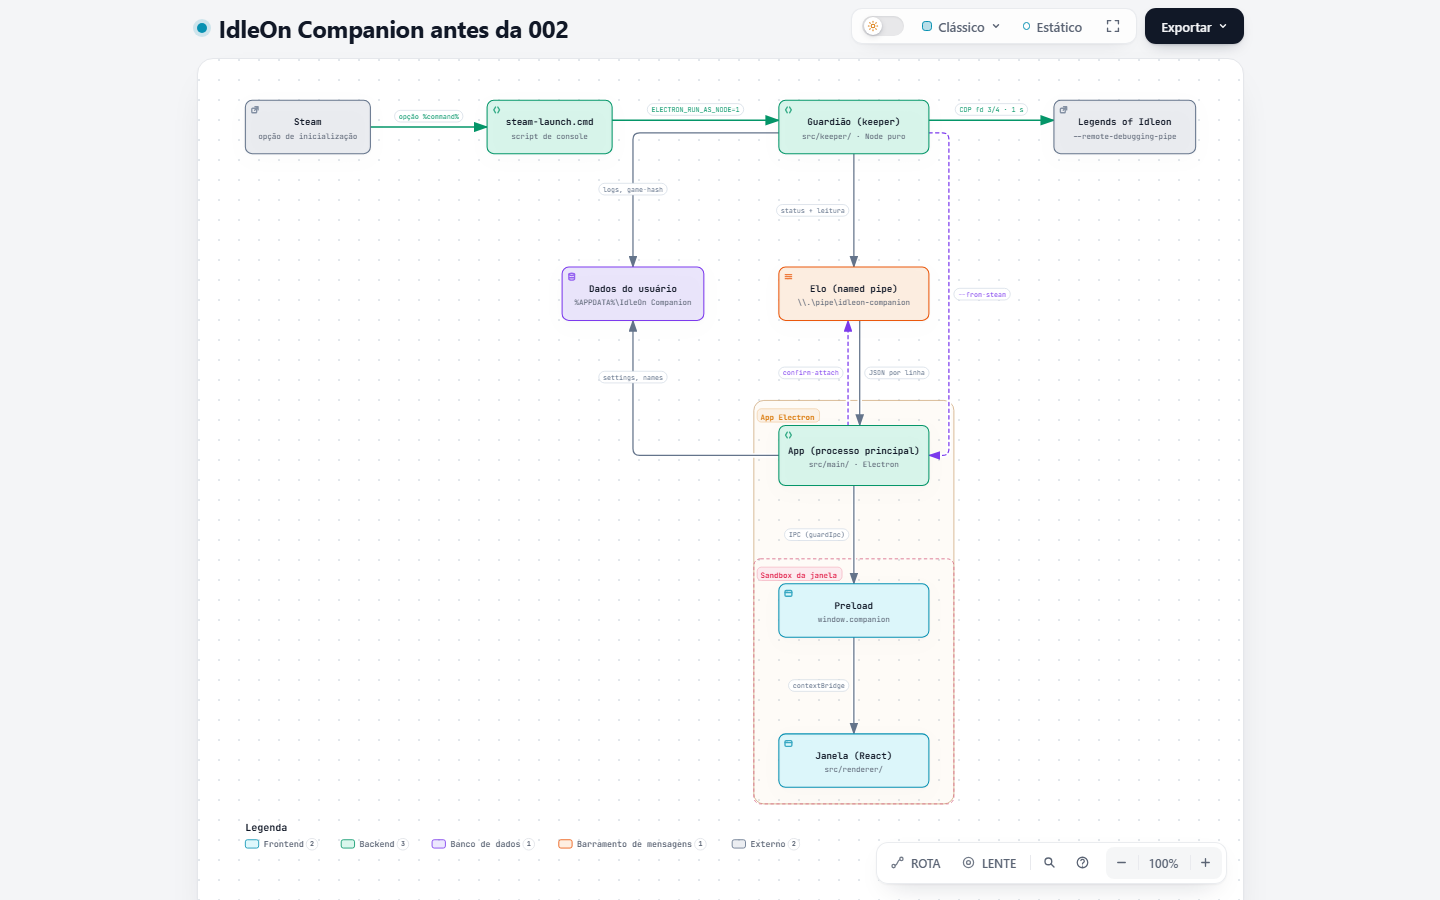 IdleOn Companion antes da 002
Clássico
Estático
Exportar
Steam
opção de inicialização
opção %command%
steam-launch.cmd
script de console
ELECTRON_RUN_AS_NODE=1
Guardião (keeper)
src/keeper/ · Node puro
CDP fd 3/4 · 1 s
Legends of Idleon
--remote-debugging-pipe
logs, game-hash
status + leitura
Dados do usuário
%APPDATA%\IdleOn Companion
Elo (named pipe)
\\.\pipe\idleon-companion
--from-steam
settings, names
confirm-attach
JSON por linha
App Electron
App (processo principal)
src/main/ · Electron
IPC (guardIpc)
Sandbox da janela
Preload
window.companion
contextBridge
Janela (React)
src/renderer/
Legenda
Frontend 2
Backend 3
Banco de dados 1
Barramento de mensagens 1
Externo 2
ROTA
LENTE
100%